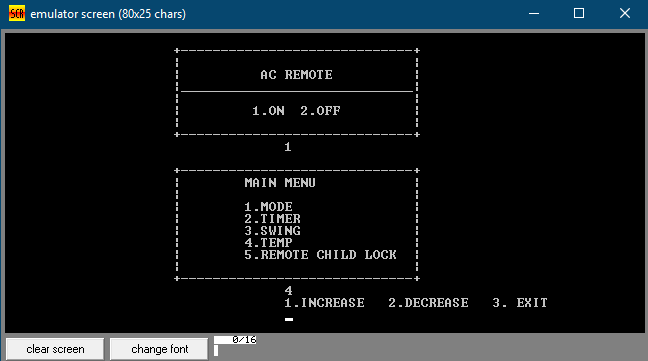 SCR emulator screen (80x25 chars)
AC REMOTE
1.ON 2.OFF
1
MAIN MENU
1.MODE
2.TIMER
3.SWING
4.TEMP
5.REMOTE CHILD LOCK
4
1.INCREASE 2.DECREASE 3. EXIT
clear screen change font 0/16